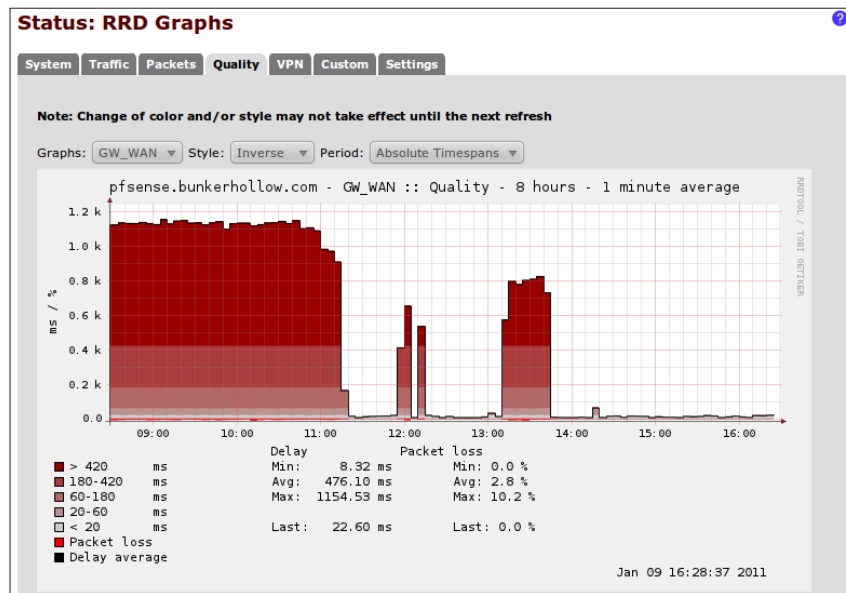 Status: RRD Graphs
?
System Traffic Packets Quality VPN Custom Settings
Note: Change of color and/or style may not take effect until the next refresh
Graphs: GW_WAN Style: Inverse Period: Absolute Timespans
pfsense.bunkerhollow.com - GW_WAN :: Quality - 8 hours - 1 minute average
RRDTOOL / TOBI OETIKER
ms / %
1.2 k
1.0 k
0.8 k
0.6 k
0.4 k
0.2 k
0.0
09:00 10:00 11:00 12:00 13:00 14:00 15:00 16:00
Delay Packet loss
> 420 ms Min: 8.32 ms Min: 0.0 %
180-420 ms Avg: 476.10 ms Avg: 2.8 %
60-180 ms Max: 1154.53 ms Max: 10.2 %
20-60 ms
< 20 ms Last: 22.60 ms Last: 0.0 %
Packet loss
Delay average
Jan 09 16:28:37 2011